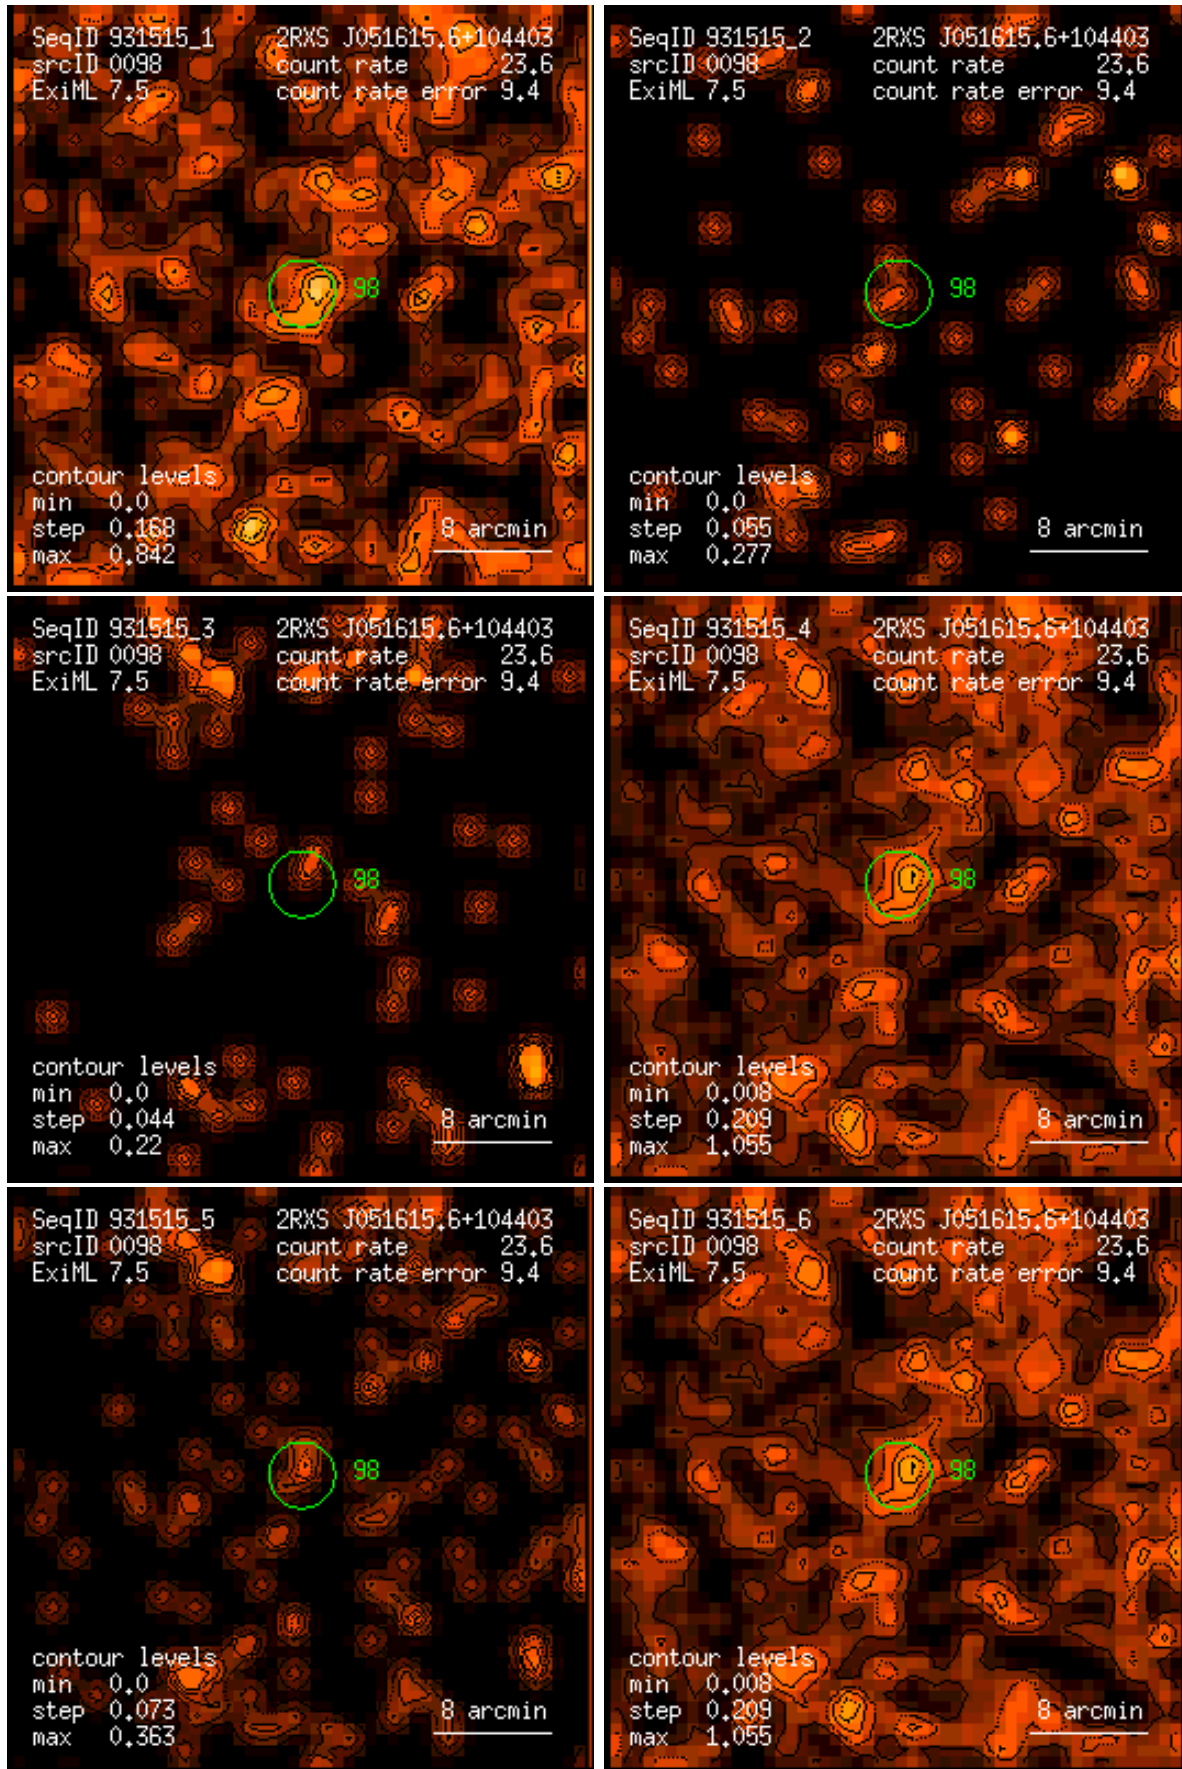 SeqID 931515_1 2RXS J051615.6+104403
srcID 0098 count rate 23.6
ExiML 7.5 count rate error 9.4
98
contour levels
min 0.0
step 0.168 8 arcmin
max 0.842
SeqID 931515_2 2RXS J051615.6+104403
srcID 0098 count rate 23.6
ExiML 7.5 count rate error 9.4
98
contour levels
min 0.0
step 0.055 8 arcmin
max 0.277
SeqID 931515_3 2RXS J051615.6+104403
srcID 0098 count rate 23.6
ExiML 7.5 count rate error 9.4
98
contour levels
min 0.0
step 0.044 8 arcmin
max 0.22
SeqID 931515_4 2RXS J051615.6+104403
srcID 0098 count rate 23.6
ExiML 7.5 count rate error 9.4
98
contour levels
min 0.008
step 0.209 8 arcmin
max 1.055
SeqID 931515_5 2RXS J051615.6+104403
srcID 0098 count rate 23.6
ExiML 7.5 count rate error 9.4
98
contour levels
min 0.0
step 0.073 8 arcmin
max 0.363
SeqID 931515_6 2RXS J051615.6+104403
srcID 0098 count rate 23.6
ExiML 7.5 count rate error 9.4
98
contour levels
min 0.008
step 0.209 8 arcmin
max 1.055